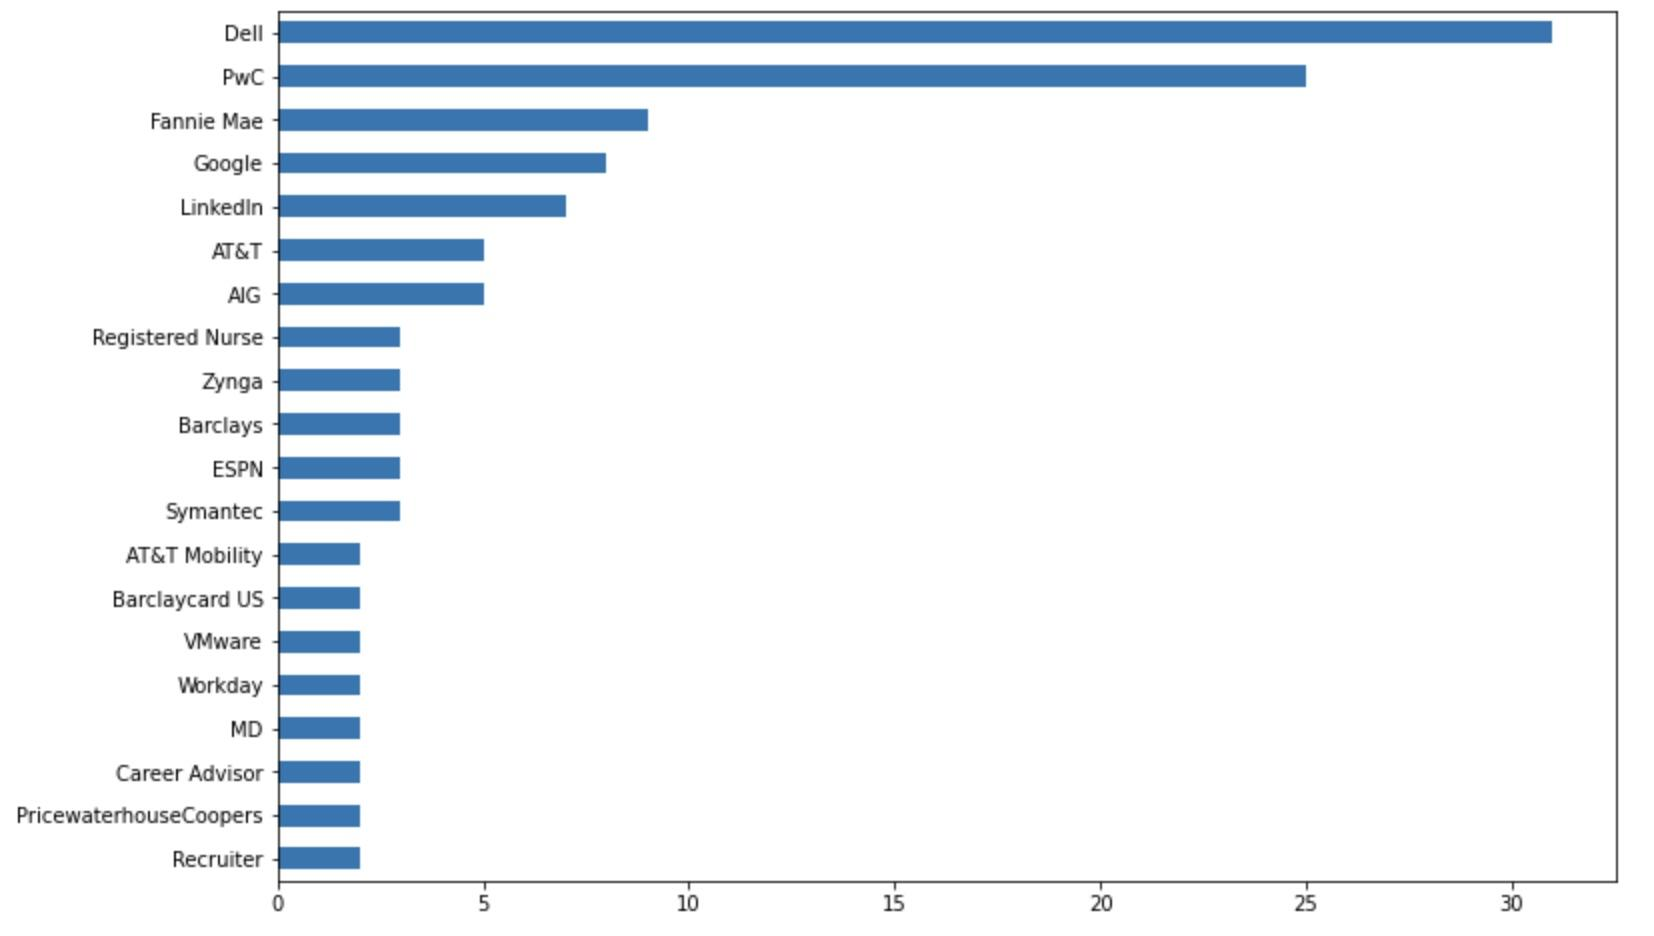 Dell
PwC
Fannie Mae
Google
LinkedIn
AT&T
AIG
Registered Nurse
Zynga
Barclays
ESPN
Symantec
AT&T Mobility
Barclaycard US
VMware
Workday
MD
Career Advisor
PricewaterhouseCoopers
Recruiter
0 5 10 15 20 25 30